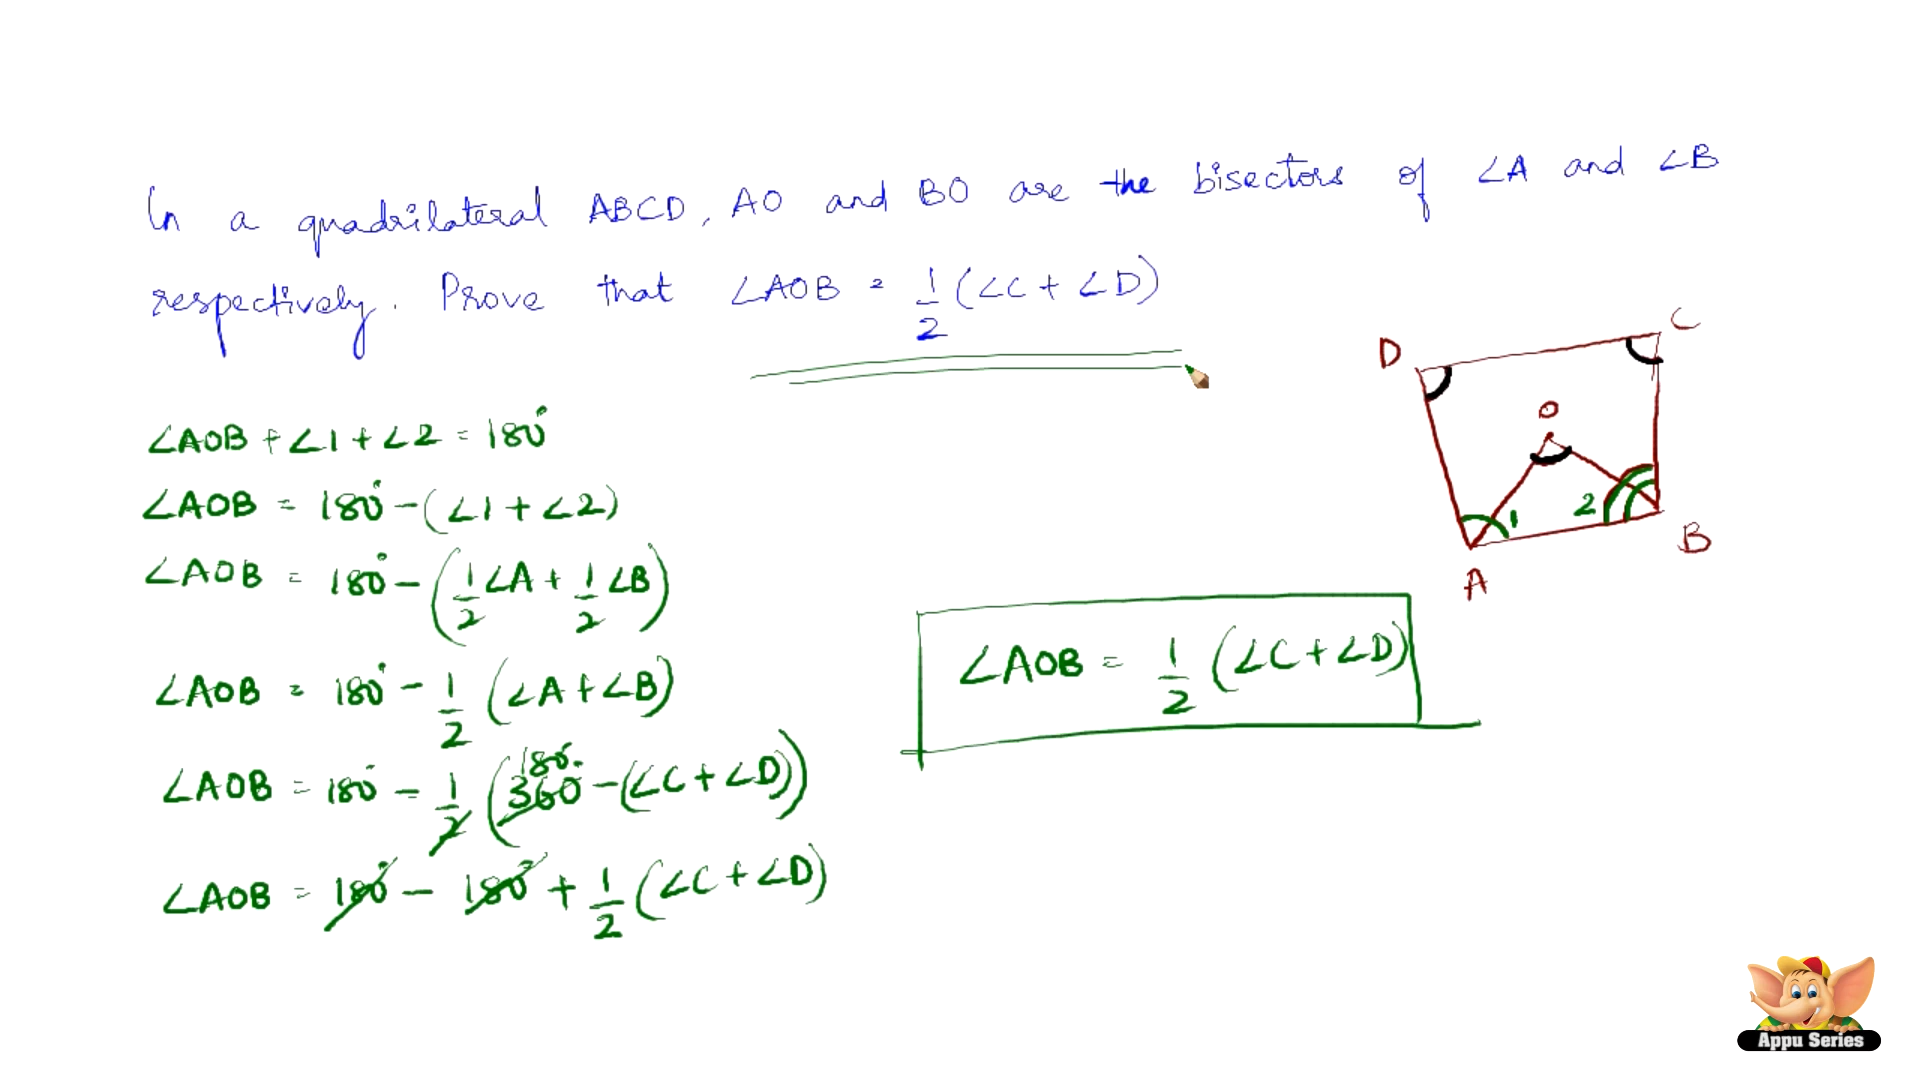 In a quadrilateral ABCD, AO and BO are the bisectors of ∠A and ∠B
respectively. Prove that ∠AOB = 1/2 (∠C + ∠D)
∠AOB + ∠1 + ∠2 = 180°
∠AOB = 180° - (∠1 + ∠2)
∠AOB = 180° - (1/2 ∠A + 1/2 ∠B)
∠AOB = 180° - 1/2 (∠A + ∠B)
180°
∠AOB = 180° - 1/2 (360 - (∠C + ∠D))
∠AOB = 180° - 180° + 1/2 (∠C + ∠D)
D
C
O
1
2
B
A
∠AOB = 1/2 (∠C + ∠D)
Appu Series